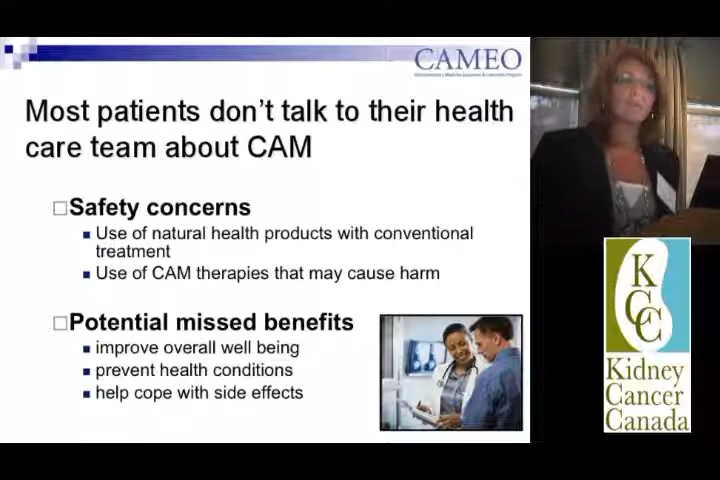 CAMEO
Most patients don't talk to their health
care team about CAM
Safety concerns
Use of natural health products with conventional
treatment
Use of CAM therapies that may cause harm
Potential missed benefits
improve overall well being
prevent health conditions
help cope with side effects
K
C
C
Kidney
Cancer
Canada